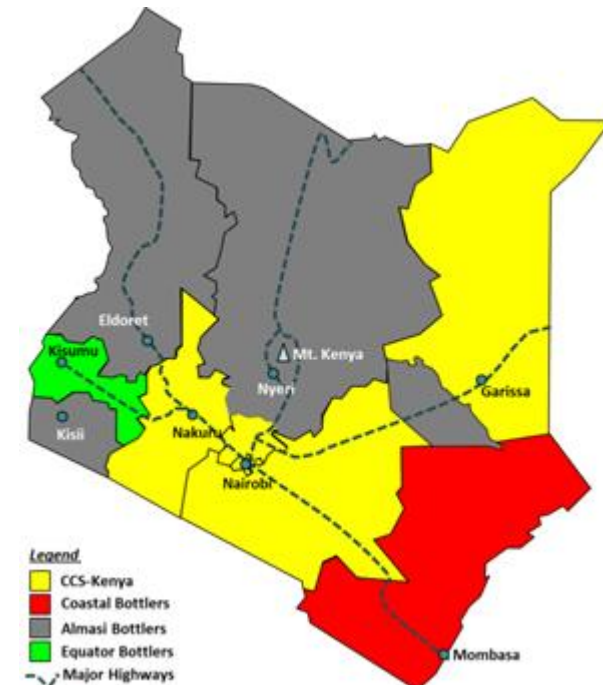 Eldoret
Kisumu
Mt. Kenya
Nyeri
Garissa
Kisii
Nakuru
Nairobi
Legend
CCS-Kenya
Coastal Bottlers
Almasi Bottlers
Equator Bottlers
Major Highways
Mombasa